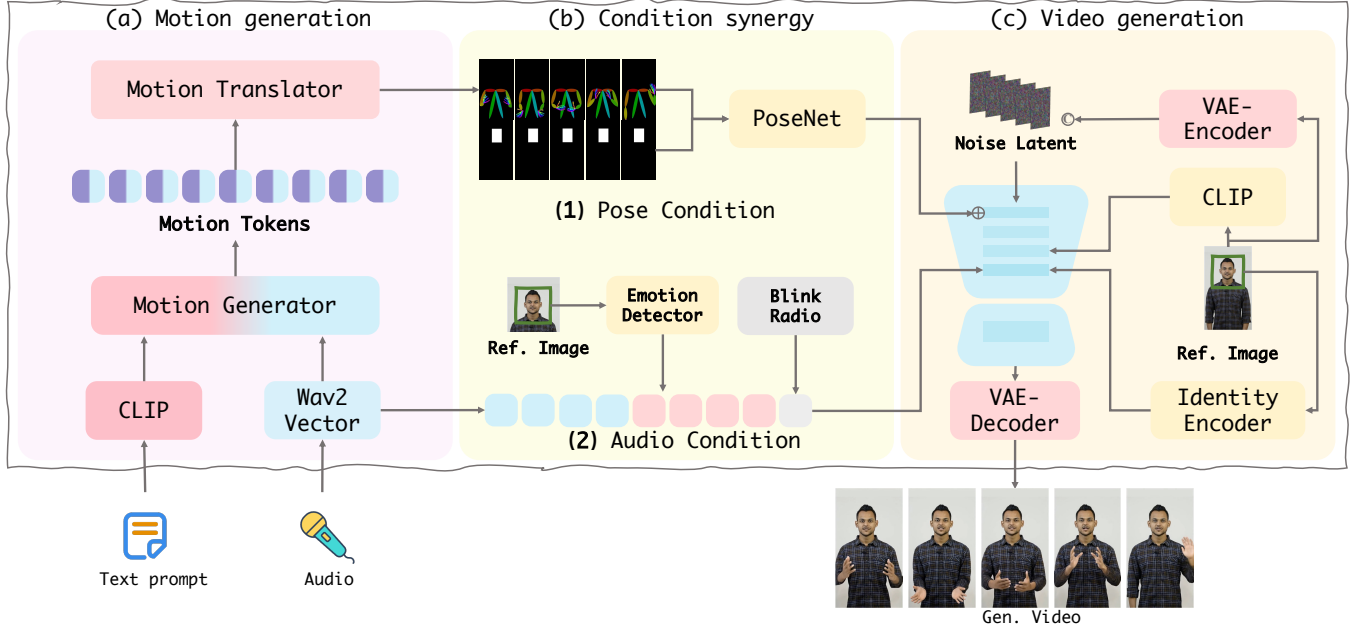 (a) Motion generation
Motion Translator
Motion Tokens
Motion Generator
CLIP
Wav2
Vector
Text prompt
Audio
(b) Condition synergy
PoseNet
(1) Pose Condition
Ref. Image
Emotion
Detector
Blink
Radio
(2) Audio Condition
(c) Video generation
Noise Latent
VAE-
Encoder
CLIP
Ref. Image
VAE-
Decoder
Identity
Encoder
Gen. Video